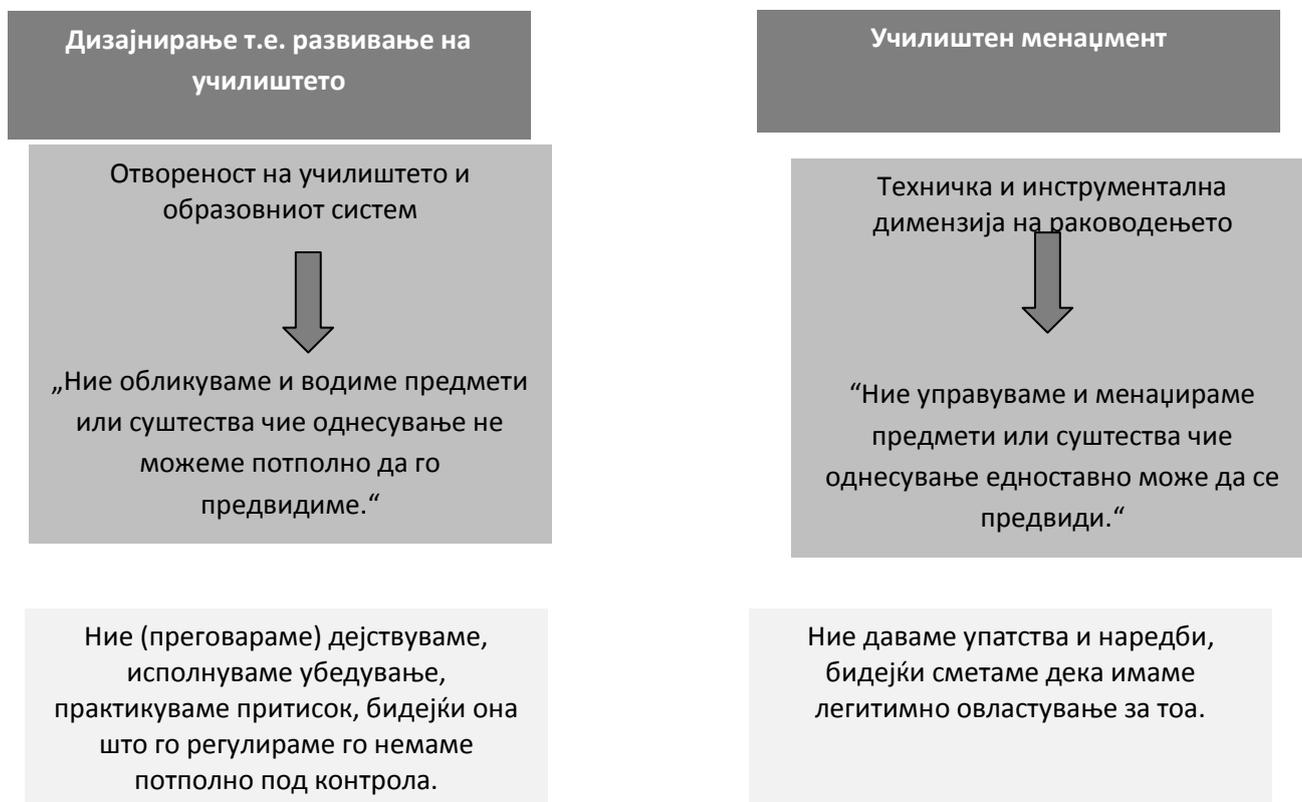 Дизајнирање т.е. развивање на
училиштето
Отвореност на училиштето и
образовниот систем
„Ние обликуваме и водиме предмети
или суштества чие однесување не
можеме потполно да го
предвидиме.“
Ние (преговараме) дејствуваме,
исполнуваме убедување,
практикуваме притисок, бидејќи она
што го регулираме го немаме
потполно под контрола.
Училиштен менаџмент
Техничка и инструментална
димензија на раководењето
“Ние управуваме и менаџираме
предмети или суштества чие
однесување едноставно може да се
предвиди.“
Ние даваме упатства и наредби,
бидејќи сметаме дека имаме
легитимно овластување за тоа.